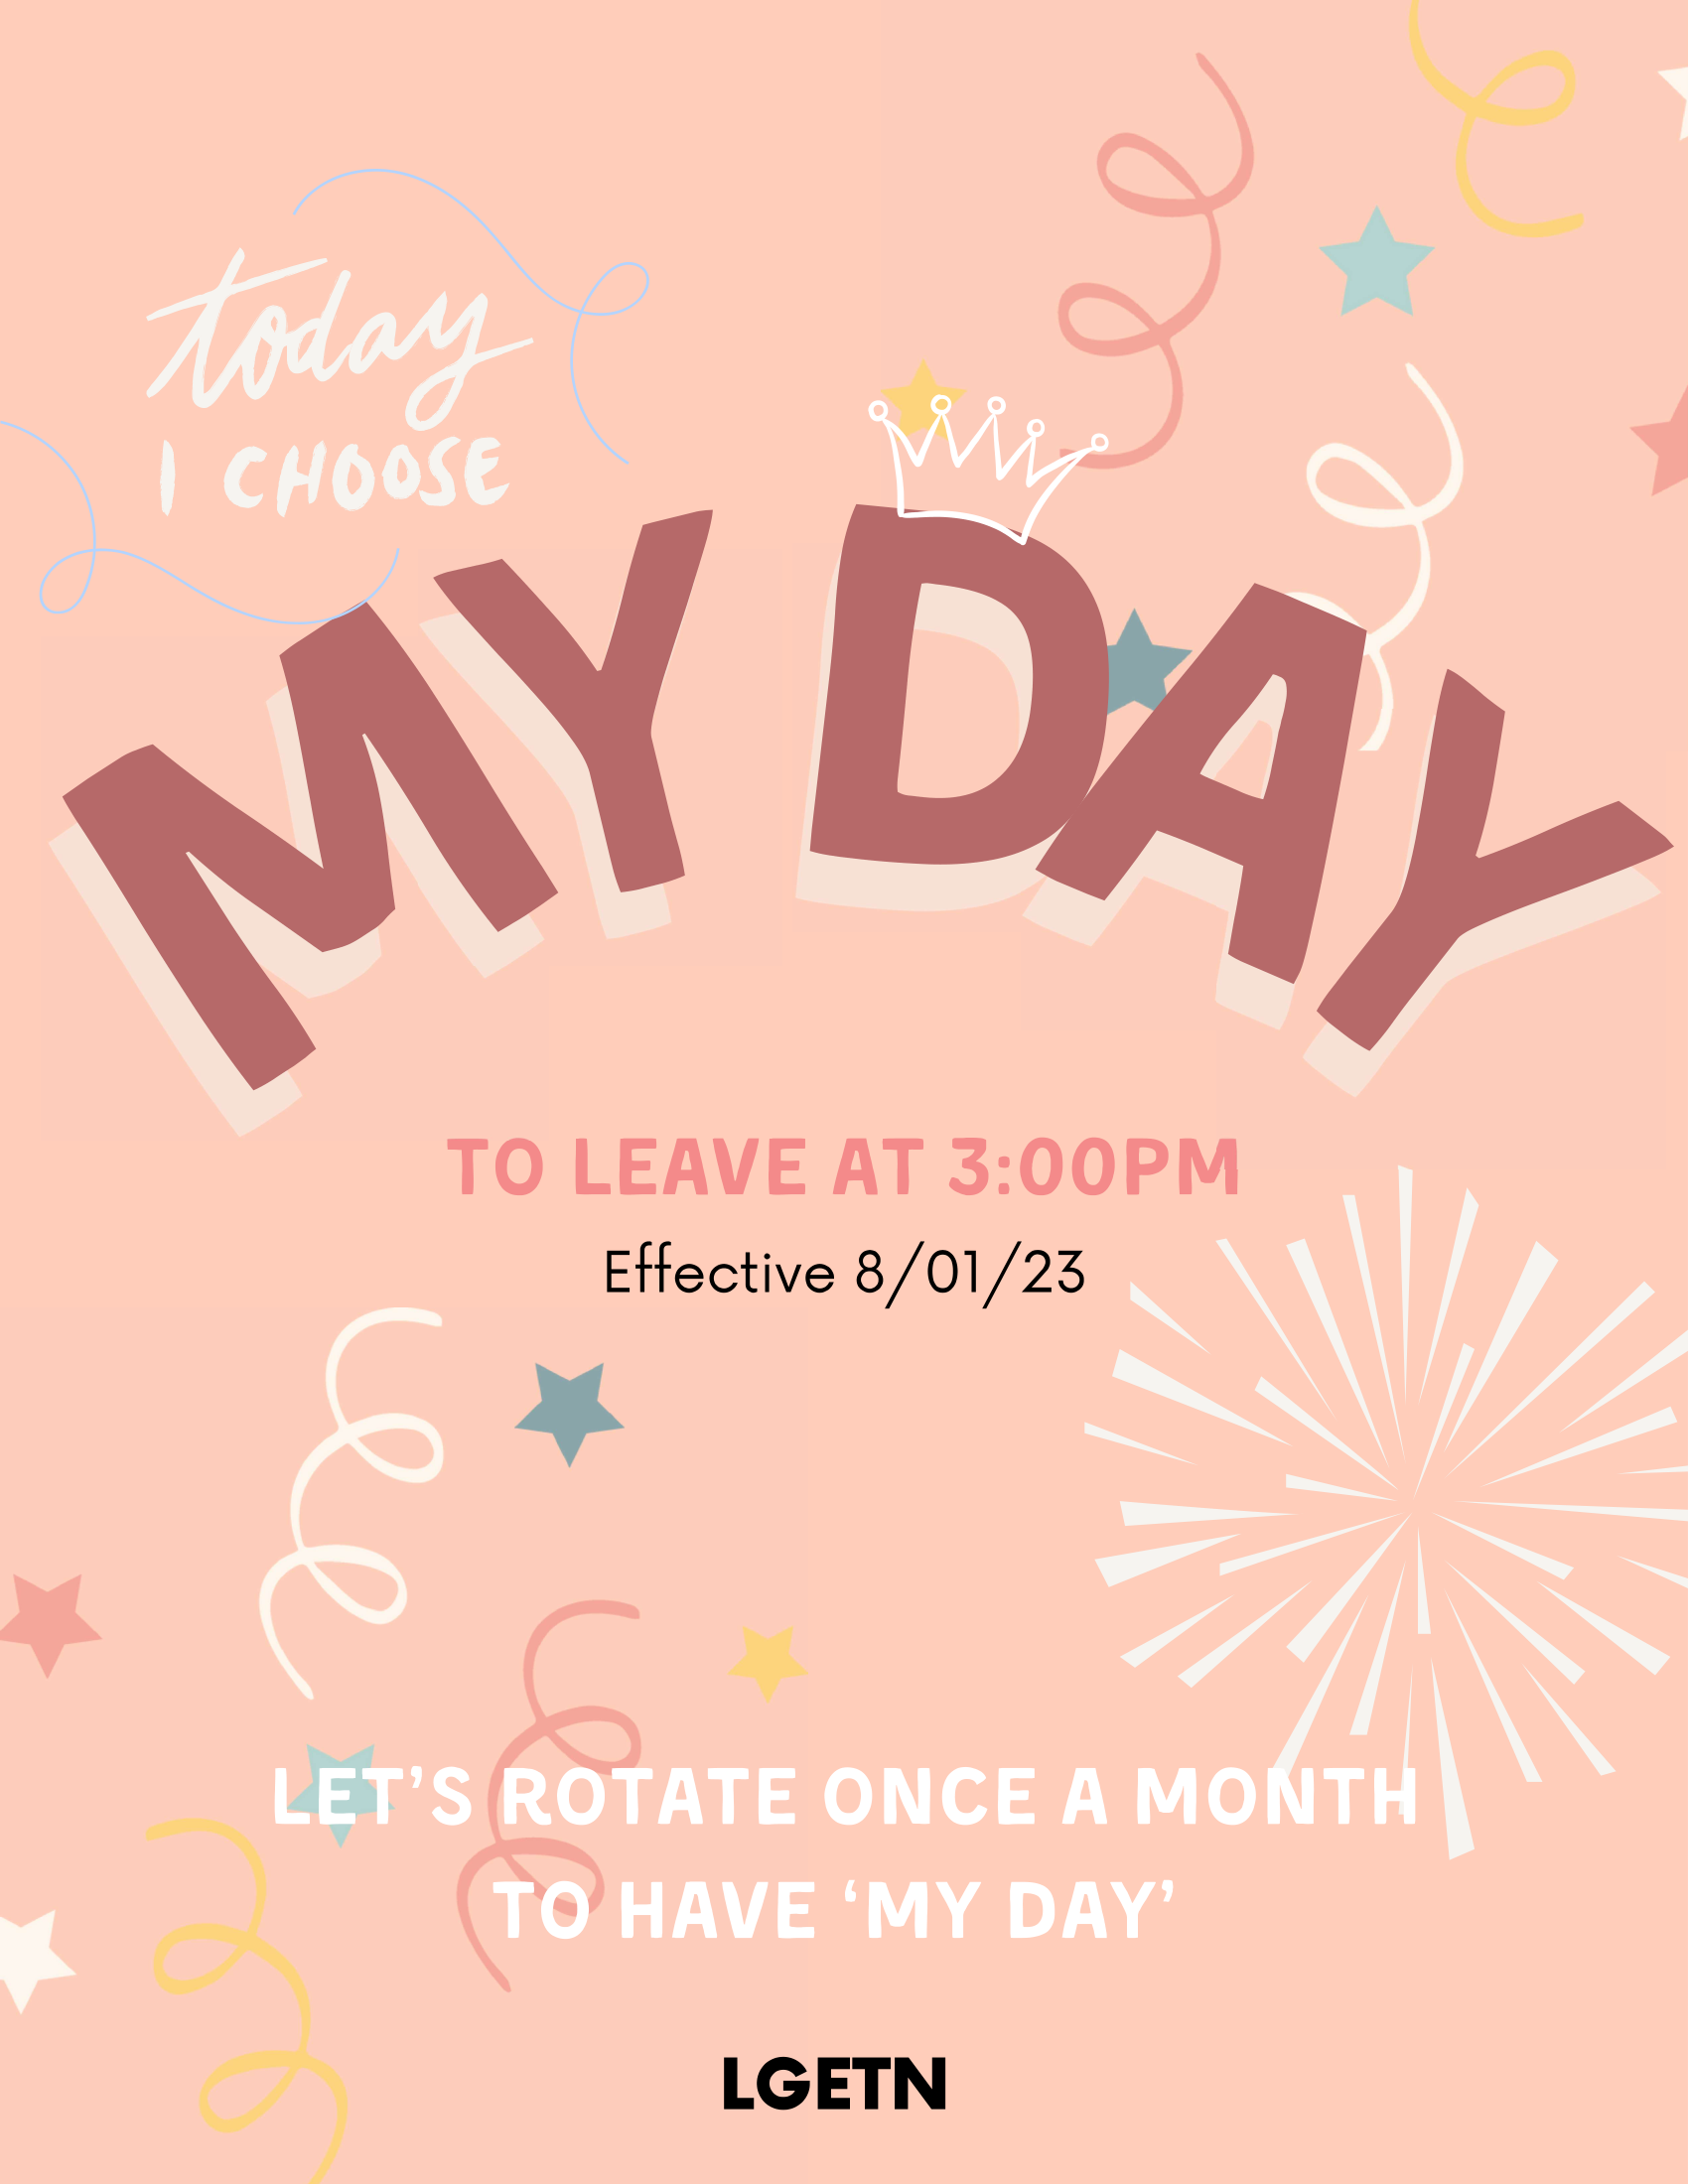 today
I CHOOSE
MY DAY
TO LEAVE AT 3:00PM
Effective 8/01/23
LET'S ROTATE ONCE A MONTH
TO HAVE ‘MY DAY’
LGETN